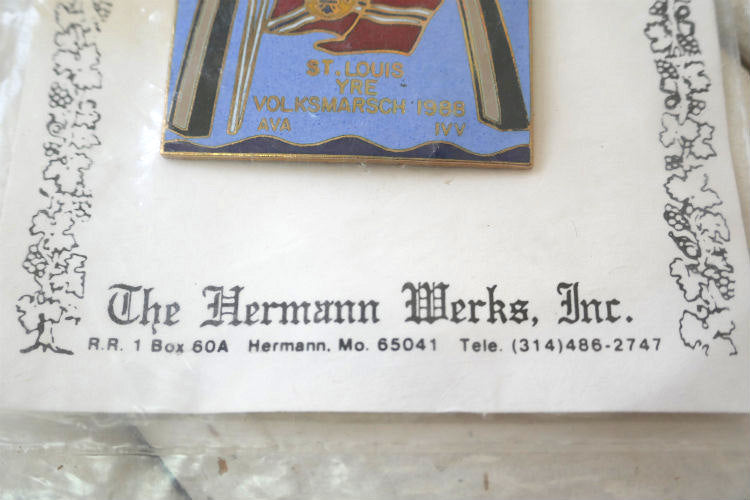 ST. LOUIS
YRE
VOLKSMARSCH 1988
AVA IVV
The Hermann Werks, Inc.
R.R. 1 Box 60A Hermann, Mo. 65041 Tele. (314)486-2747